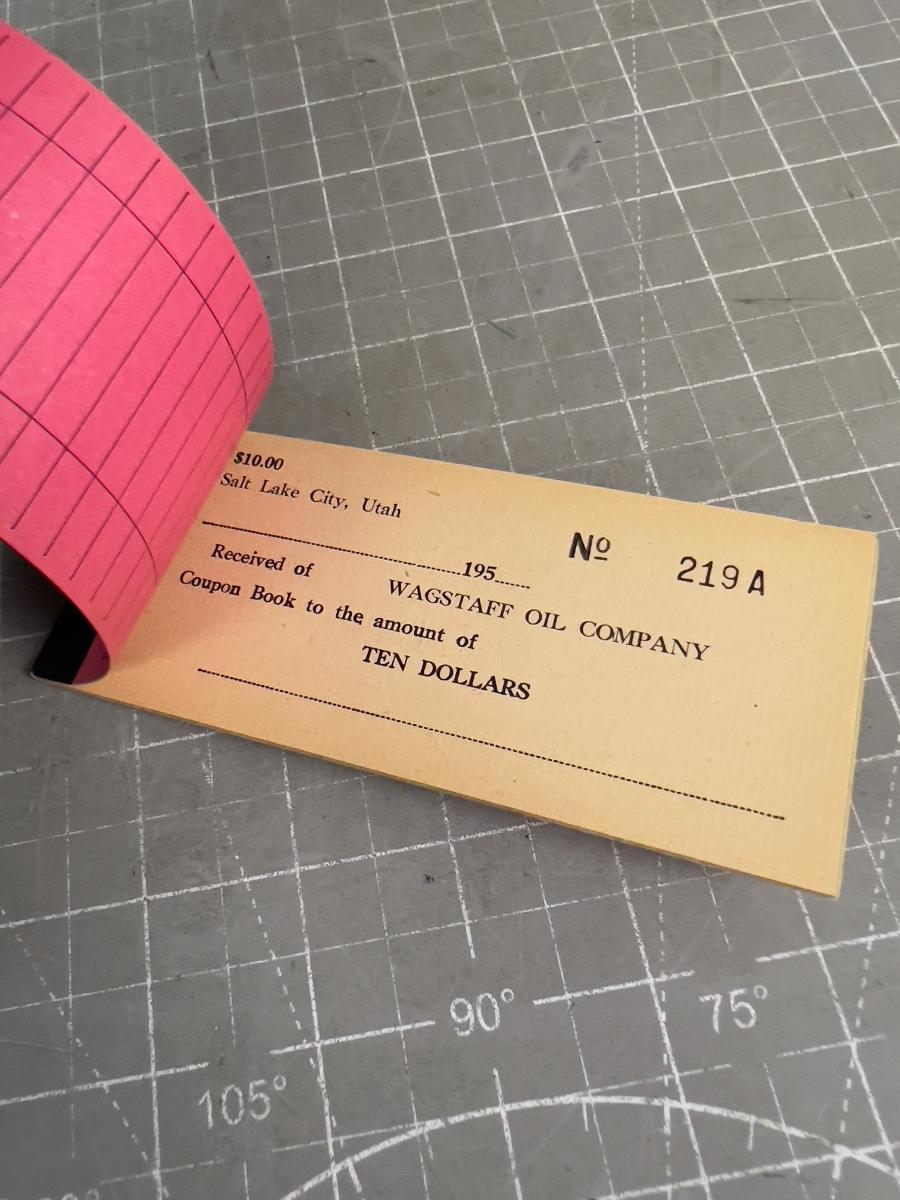 $10.00
Salt Lake City, Utah
195
Nº 219A
Received of WAGSTAFF OIL COMPANY
Coupon Book to the amount of
TEN DOLLARS
90°
75°
105°